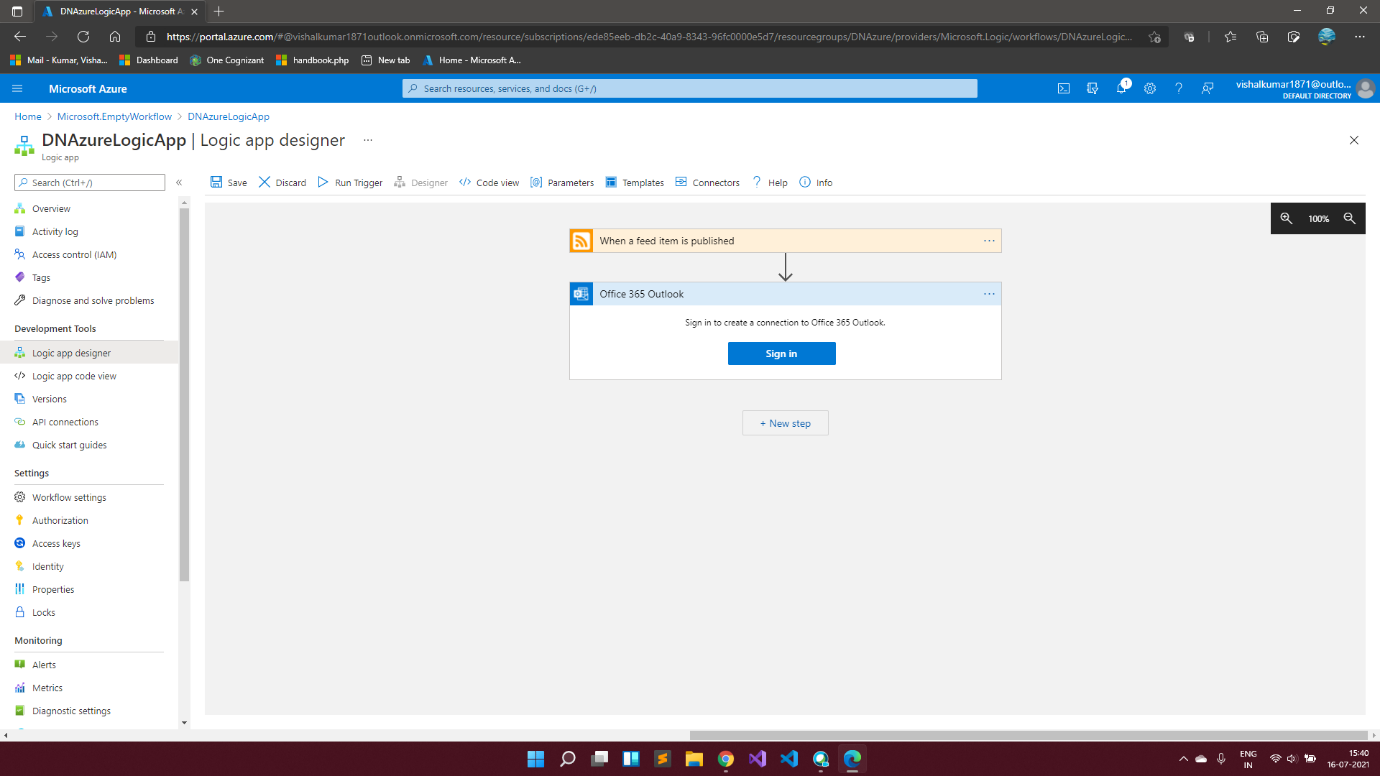 DNAzureLogicApp - Microsoft A:
https://portal.azure.com/#@vishalkumar1871outlook.onmicrosoft.com/resource/subscriptions/ede85eeb-db2c-40a9-8343-96fc0000e5d7/resourcegroups/DNAzure/providers/Microsoft.Logic/workflows/DNAzureLogic...
Mail - Kumar, Visha...
Dashboard
One Cognizant
handbook.php
New tab
Home - Microsoft A...
Microsoft Azure
Search resources, services, and docs (G+/)
1
vishalkumar1871@outlo...
DEFAULT DIRECTORY
Home > Microsoft.EmptyWorkflow > DNAzureLogicApp
DNAzureLogicApp | Logic app designer ...
Logic app
Search (Ctrl+/)
«
Save
Discard
Run Trigger
Designer
Code view
Parameters
Templates
Connectors
Help
Info
Overview
Activity log
Access control (IAM)
Tags
Diagnose and solve problems
Development Tools
Logic app designer
Logic app code view
Versions
API connections
Quick start guides
Settings
Workflow settings
Authorization
Access keys
Identity
Properties
Locks
Monitoring
Alerts
Metrics
Diagnostic settings
100%
When a feed item is published
Office 365 Outlook
Sign in to create a connection to Office 365 Outlook.
Sign in
+ New step
ENG
IN
15:40
16-07-2021